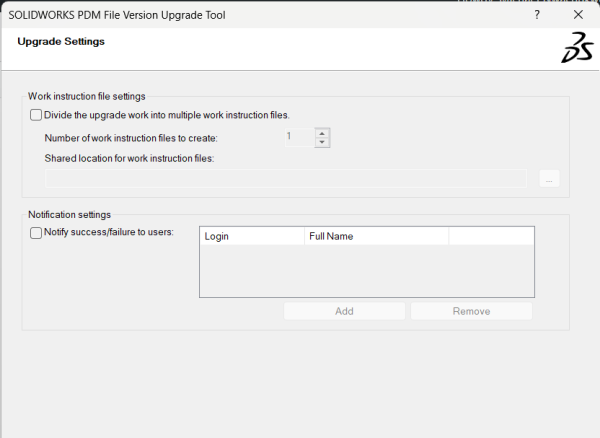 SOLIDWORKS PDM File Version Upgrade Tool
Upgrade Settings
Work instruction file settings
Divide the upgrade work into multiple work instruction files.
Number of work instruction files to create:
1
Shared location for work instruction files:
...
Notification settings
Notify success/failure to users:
Login
Full Name
Add
Remove